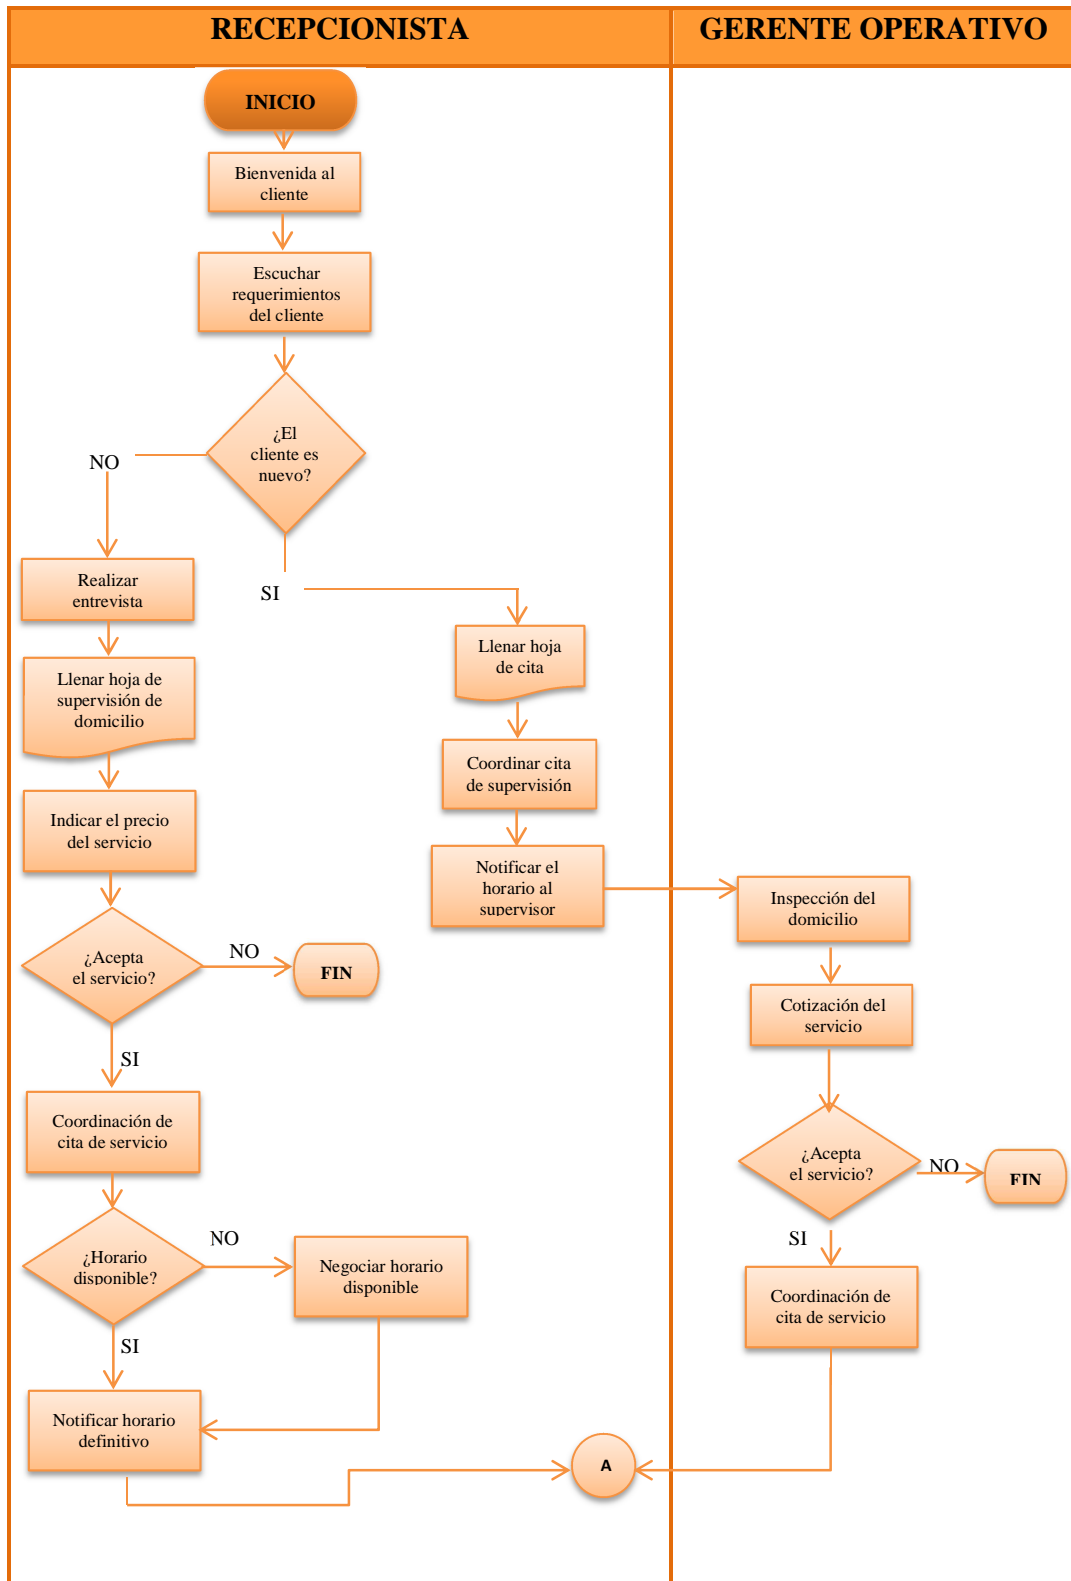 RECEPCIONISTA
GERENTE OPERATIVO
INICIO
Bienvenida al
cliente
Escuchar
requerimientos
del cliente
¿El
cliente es
nuevo?
NO
SI
Realizar
entrevista
Llenar hoja de
supervisión de
domicilio
Indicar el precio
del servicio
¿Acepta
el servicio?
NO
FIN
SI
Coordinación de
cita de servicio
¿Horario
disponible?
NO
Negociar horario
disponible
SI
Notificar horario
definitivo
Llenar hoja
de cita
Coordinar cita
de supervisión
Notificar el
horario al
supervisor
Inspección del
domicilio
Cotización del
servicio
¿Acepta
el servicio?
NO
FIN
SI
Coordinación de
cita de servicio
A